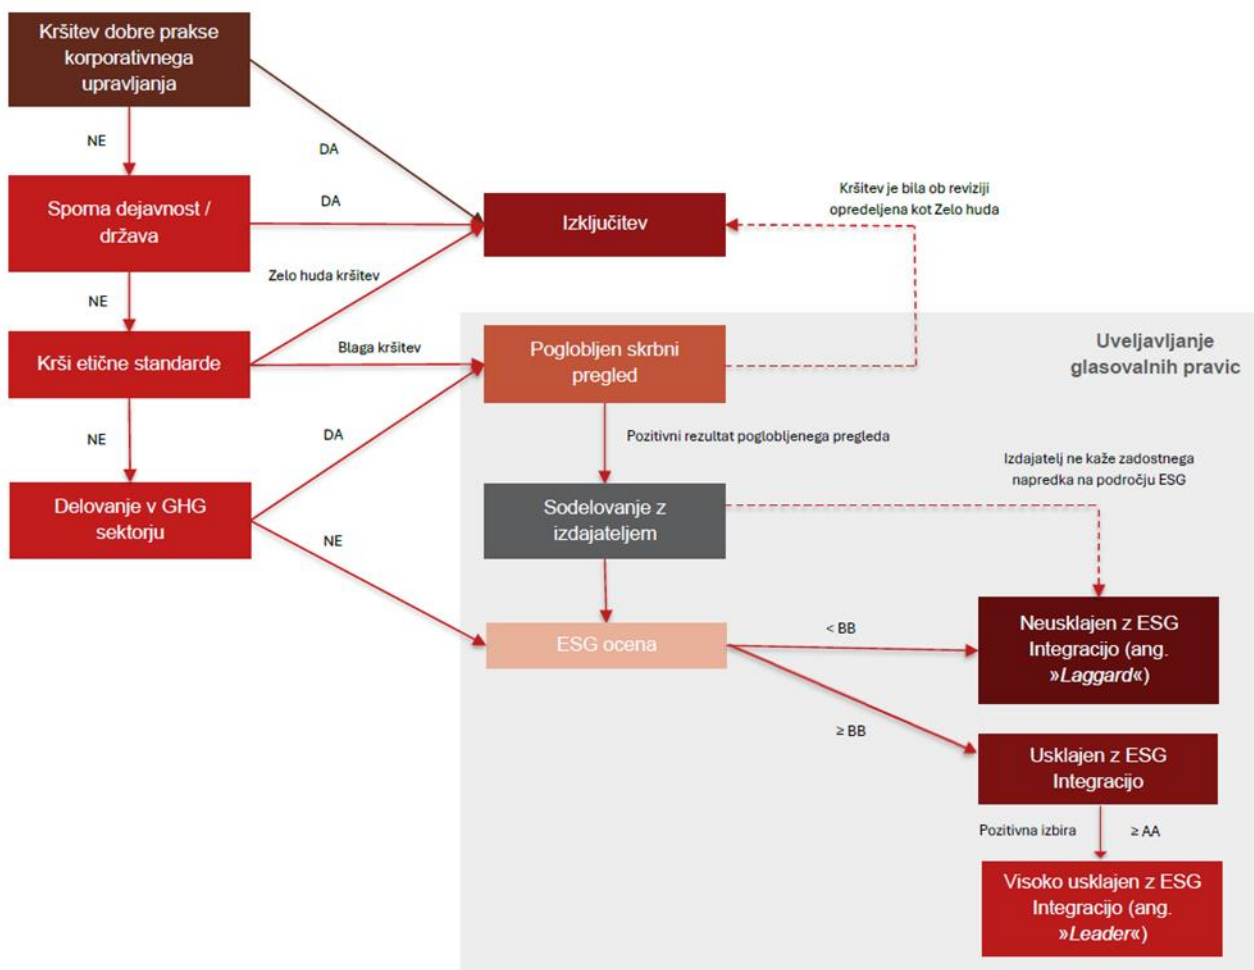 Kršitev dobre prakse
korporativnega
upravljanja
NE
DA
Sporna dejavnost /
država
DA
Izključitev
Kršitev je bila ob reviziji
opredeljena kot Zelo huda
NE
Zelo huda kršitev
Krši etične standarde
Blaga kršitev
Poglobljen skrbni
pregled
Uveljavljanje
glasovalnih pravic
NE
DA
Pozitivni rezultat poglobljenega pregleda
Izdajatelj ne kaže zadostnega
napredka na področju ESG
Delovanje v GHG
sektorju
Sodelovanje z
izdajateljem
NE
ESG ocena
< BB
Neusklajen z ESG
Integracijo (ang.
»Laggard«)
≥ BB
Usklajen z ESG
Integracijo
Pozitivna izbira
≥ AA
Visoko usklajen z ESG
Integracijo (ang.
»Leader«)